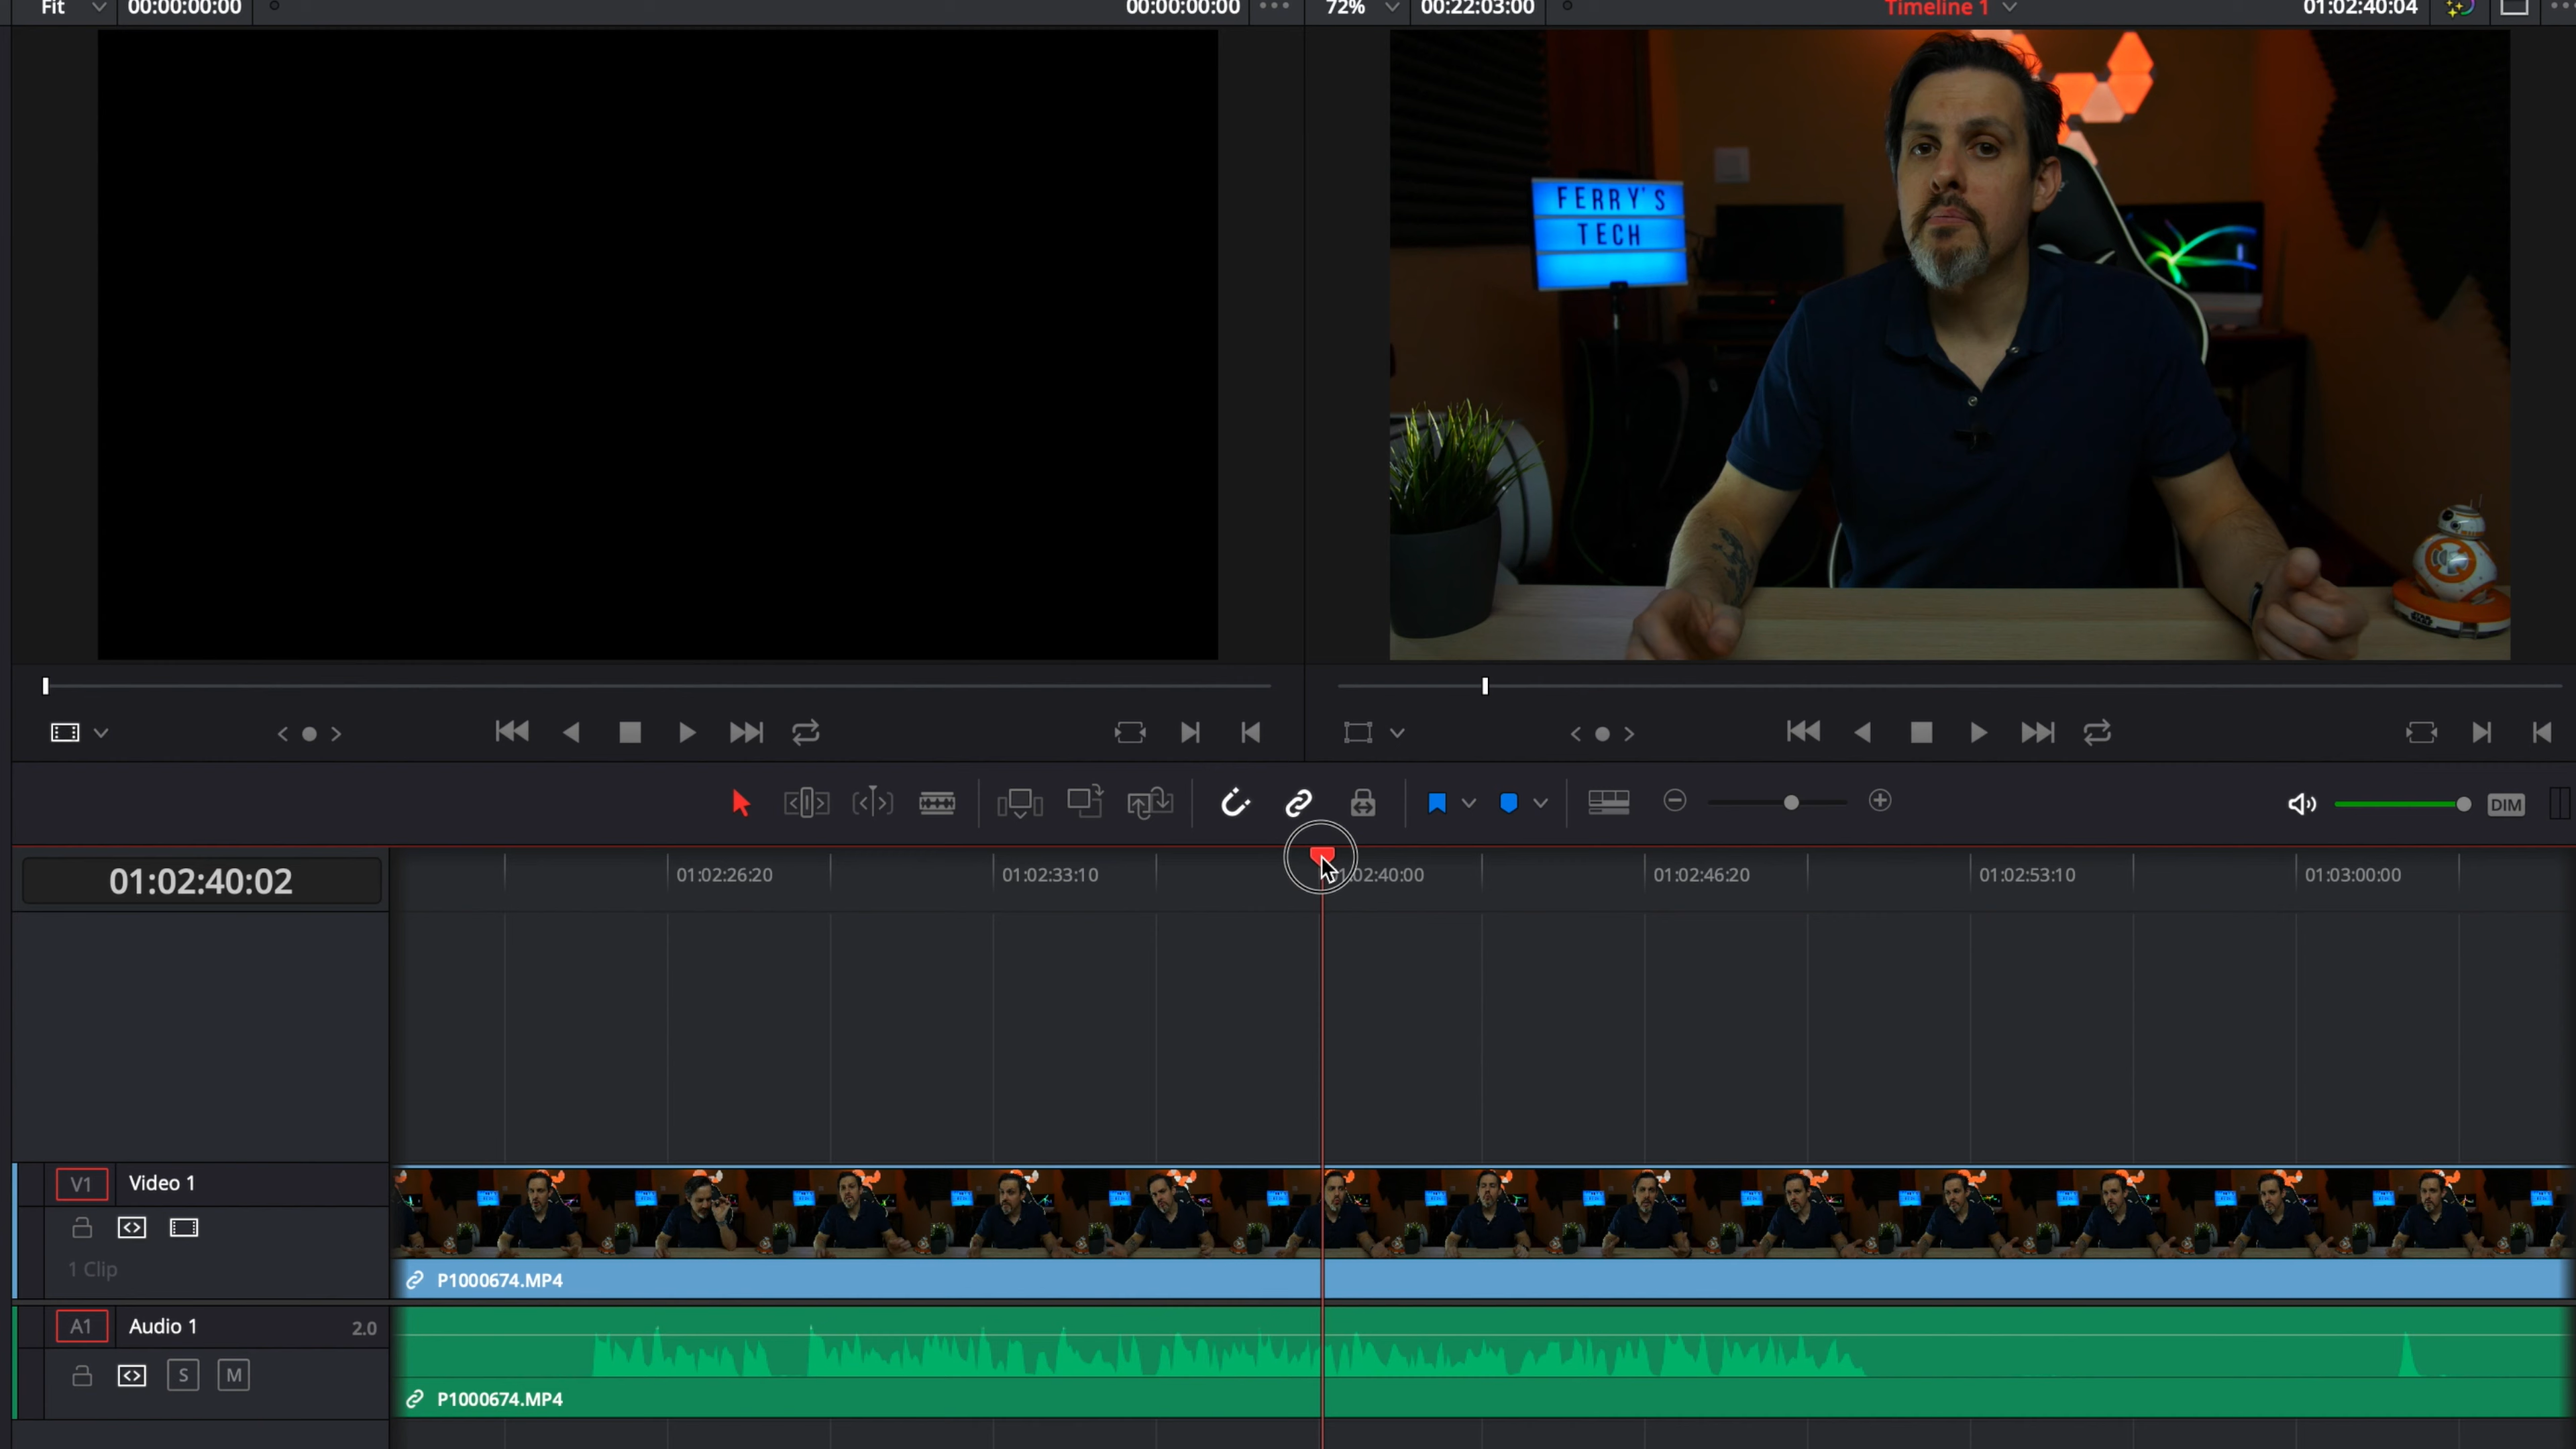 Fit 00:00:00:00 00:00:00:00 72% 00:22:03:00 Timeline 1 01:02:40:04
FERRY'S
TECH
DIM
01:02:40:02 01:02:26:20 01:02:33:10 02:40:00 01:02:46:20 01:02:53:10 01:03:00:00
V1 Video 1
1 Clip
P1000674.MP4
A1 Audio 1 2.0
S M
P1000674.MP4